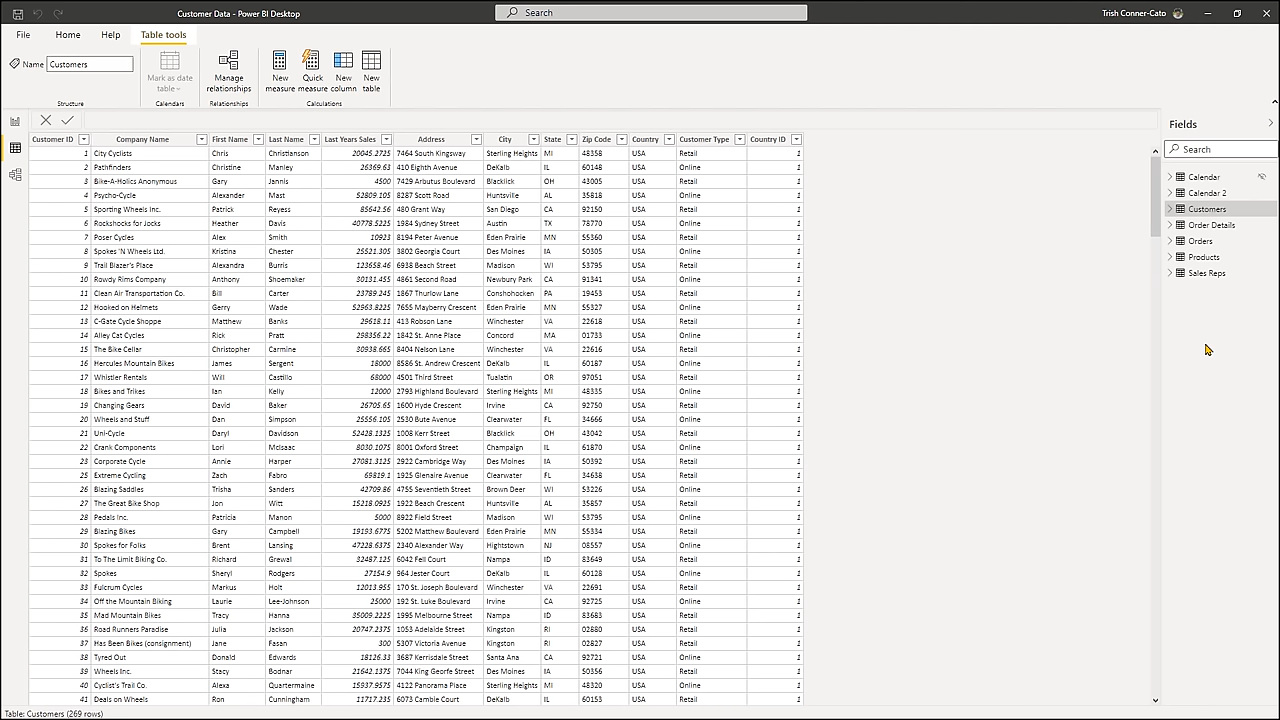 Customer Data - Power BI Desktop
Search
Trish Conner-Cato
File Home Help Table tools
Name Customers
Mark as date table
Manage relationships
New measure
Quick measure
New column
New table
Structure Calendars Relationships Calculations
Customer ID Company Name First Name Last Name Last Years Sales Address City State Zip Code Country Customer Type Country ID
1 City Cyclists Chris Christianson 20045.2725 7464 South Kingsway Sterling Heights MI 48358 USA Retail 1
2 Pathfinders Christine Manley 26369.63 410 Eighth Avenue DeKalb IL 60148 USA Online 1
3 Bike-A-Holics Anonymous Gary Jannis 4500 7429 Arbutus Boulevard Blacklick OH 43005 USA Retail 1
4 Psycho-Cycle Alexander Mast 52809.105 8287 Scott Road Huntsville AL 35818 USA Online 1
5 Sporting Wheels Inc. Patrick Reyess 85642.56 480 Grant Way San Diego CA 92150 USA Retail 1
6 Rockshocks for Jocks Heather Davis 40778.5225 1984 Sydney Street Austin TX 78770 USA Online 1
7 Poser Cycles Alex Smith 10923 8194 Peter Avenue Eden Prairie MN 55360 USA Retail 1
8 Spokes 'N Wheels Ltd. Kristina Chester 25521.305 3802 Georgia Court Des Moines IA 50305 USA Online 1
9 Trail Blazer's Place Alexandra Burris 123658.46 6938 Beach Street Madison WI 53795 USA Retail 1
10 Rowdy Rims Company Anthony Shoemaker 30131.455 4861 Second Road Newbury Park CA 91341 USA Online 1
11 Clean Air Transportation Co. Bill Carter 23789.245 1867 Thurlow Lane Conshohocken PA 19453 USA Retail 1
12 Hooked on Helmets Gerry Wade 52963.8225 7655 Mayberry Crescent Eden Prairie MN 55327 USA Online 1
13 C-Gate Cycle Shoppe Matthew Banks 29618.11 413 Robson Lane Winchester VA 22618 USA Retail 1
14 Alley Cat Cycles Rick Pratt 298356.22 1842 St. Anne Place Concord MA 01733 USA Online 1
15 The Bike Cellar Christopher Carmine 30938.665 8404 Nelson Lane Winchester VA 22616 USA Retail 1
16 Hercules Mountain Bikes James Sergent 18000 8586 St. Andrew Crescent DeKalb IL 60187 USA Online 1
17 Whistler Rentals Will Castillo 68000 4501 Third Street Tualatin OR 97051 USA Retail 1
18 Bikes and Trikes Ian Kelly 12000 2793 Highland Boulevard Sterling Heights MI 48335 USA Online 1
19 Changing Gears David Baker 26705.65 1600 Hyde Crescent Irvine CA 92750 USA Retail 1
20 Wheels and Stuff Dan Simpson 25556.105 2530 Bute Avenue Clearwater FL 34666 USA Online 1
21 Uni-Cycle Daryl Davidson 52428.1325 1008 Kerr Street Blacklick OH 43042 USA Retail 1
22 Crank Components Lori McIsaac 8030.1075 8001 Oxford Street Champaign IL 61870 USA Online 1
23 Corporate Cycle Annie Harper 27081.3125 2922 Cambridge Way Des Moines IA 50392 USA Retail 1
25 Extreme Cycling Zach Fabro 69819.1 1925 Glenaire Avenue Clearwater FL 34638 USA Retail 1
26 Blazing Saddles Trisha Sanders 42709.86 4755 Seventieth Street Brown Deer WI 53226 USA Online 1
27 The Great Bike Shop Jon Witt 15218.0925 1922 Beach Crescent Huntsville AL 35857 USA Retail 1
28 Pedals Inc. Patricia Manon 5000 8922 Field Street Madison WI 53795 USA Online 1
29 Blazing Bikes Gary Campbell 19193.6775 5202 Matthew Boulevard Eden Prairie MN 55334 USA Retail 1
30 Spokes for Folks Brent Lansing 47228.6375 2340 Alexander Way Hightstown NJ 08557 USA Online 1
31 To The Limit Biking Co. Richard Grewal 32487.125 6042 Fell Court Nampa ID 83649 USA Retail 1
32 Spokes Sheryl Rodgers 27154.9 964 Jester Court DeKalb IL 60128 USA Online 1
33 Fulcrum Cycles Markus Holt 12013.955 170 St. Joseph Boulevard Winchester VA 22691 USA Retail 1
34 Off the Mountain Biking Laurie Lee-Johnson 25000 192 St. Luke Boulevard Irvine CA 92725 USA Online 1
35 Mad Mountain Bikes Tracy Hanna 35009.2225 1995 Melbourne Street Nampa ID 83683 USA Retail 1
36 Road Runners Paradise Julia Jackson 20747.2375 1053 Adelaide Street Kingston RI 02880 USA Online 1
37 Has Been Bikes (consignment) Jane Fasan 300 5307 Victoria Avenue Kingston RI 02827 USA Retail 1
38 Tyred Out Donald Edwards 18126.33 3687 Kerrisdale Street Santa Ana CA 92721 USA Online 1
39 Wheels Inc. Stacy Bodnar 21642.1375 7044 King Georfe Street Des Moines IA 50356 USA Retail 1
40 Cyclist's Trail Co. Alexa Quartermaine 15937.9575 4122 Panorama Place Sterling Heights MI 48320 USA Online 1
41 Deals on Wheels Ron Cunningham 11717.235 6073 Cambie Court DeKalb IL 60153 USA Retail 1
Fields
Search
Calendar
Calendar 2
Customers
Order Details
Orders
Products
Sales Reps
Table: Customers (269 rows)